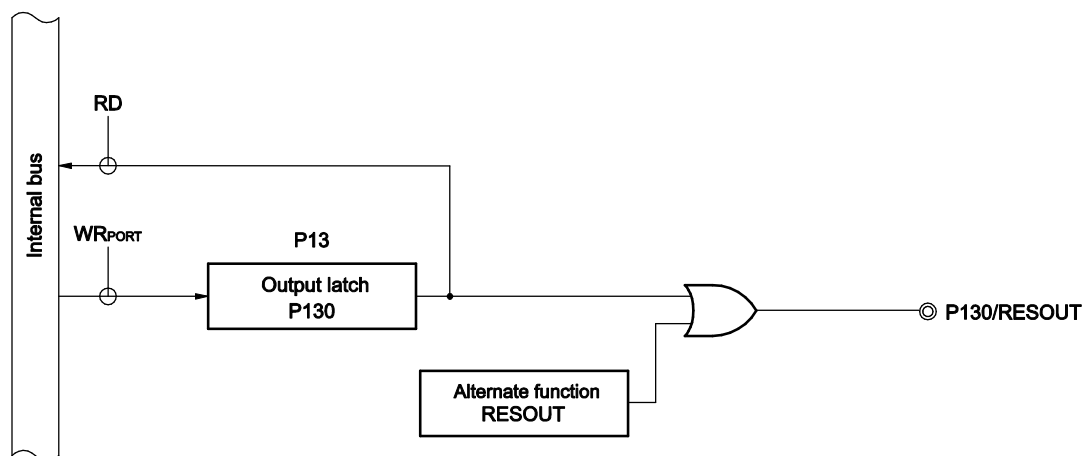 RD
Internal bus
WRPORT
P13
Output latch
P130
P130/RESOUT
Alternate function
RESOUT